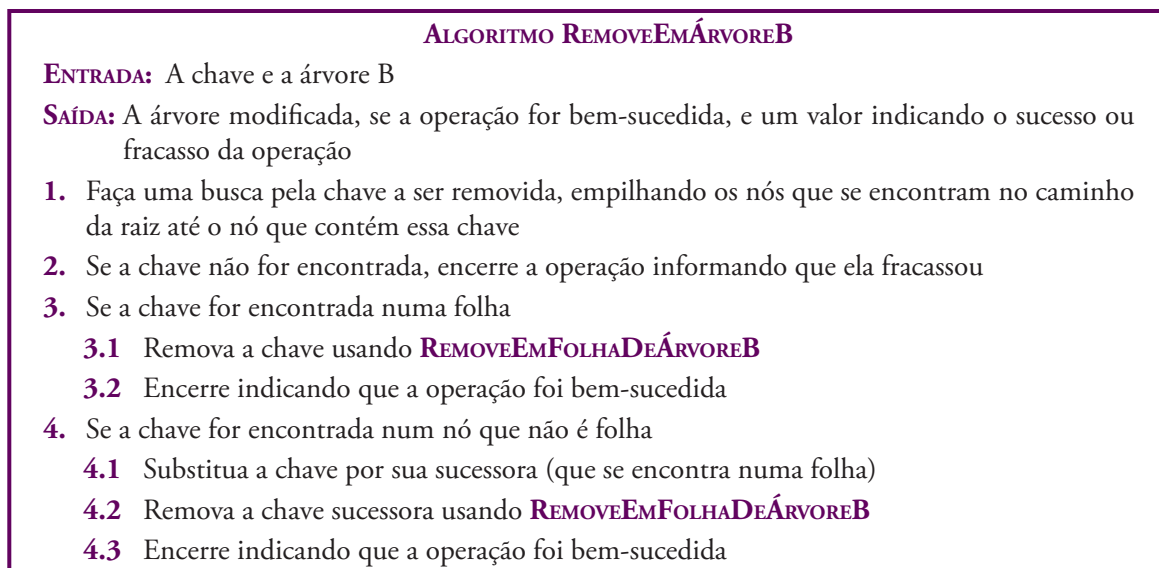 ALGORITMO REMOVEEMÁRVOREB
ENTRADA: A chave e a árvore B
SAÍDA: A árvore modificada, se a operação for bem-sucedida, e um valor indicando o sucesso ou
fracasso da operação
1. Faça uma busca pela chave a ser removida, empilhando os nós que se encontram no caminho
da raiz até o nó que contém essa chave
2. Se a chave não for encontrada, encerre a operação informando que ela fracassou
3. Se a chave for encontrada numa folha
3.1 Remova a chave usando REMOVEEMFOLHADEÁRVOREB
3.2 Encerre indicando que a operação foi bem-sucedida
4. Se a chave for encontrada num nó que não é folha
4.1 Substitua a chave por sua sucessora (que se encontra numa folha)
4.2 Remova a chave sucessora usando REMOVEEMFOLHADEÁRVOREB
4.3 Encerre indicando que a operação foi bem-sucedida